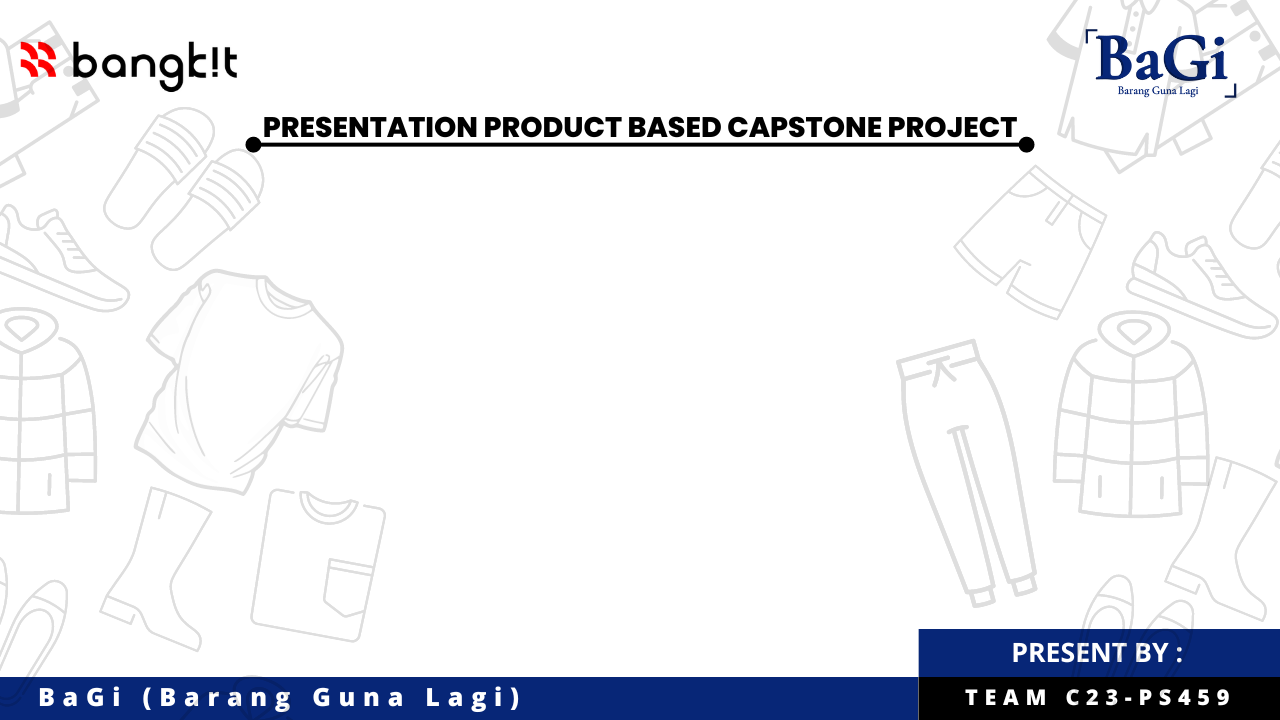 bangk!t
BaGi
Barang Guna Lagi
PRESENTATION PRODUCT BASED CAPSTONE PROJECT
PRESENT BY :
BaGi (Barang Guna Lagi)
TEAM C23-PS459